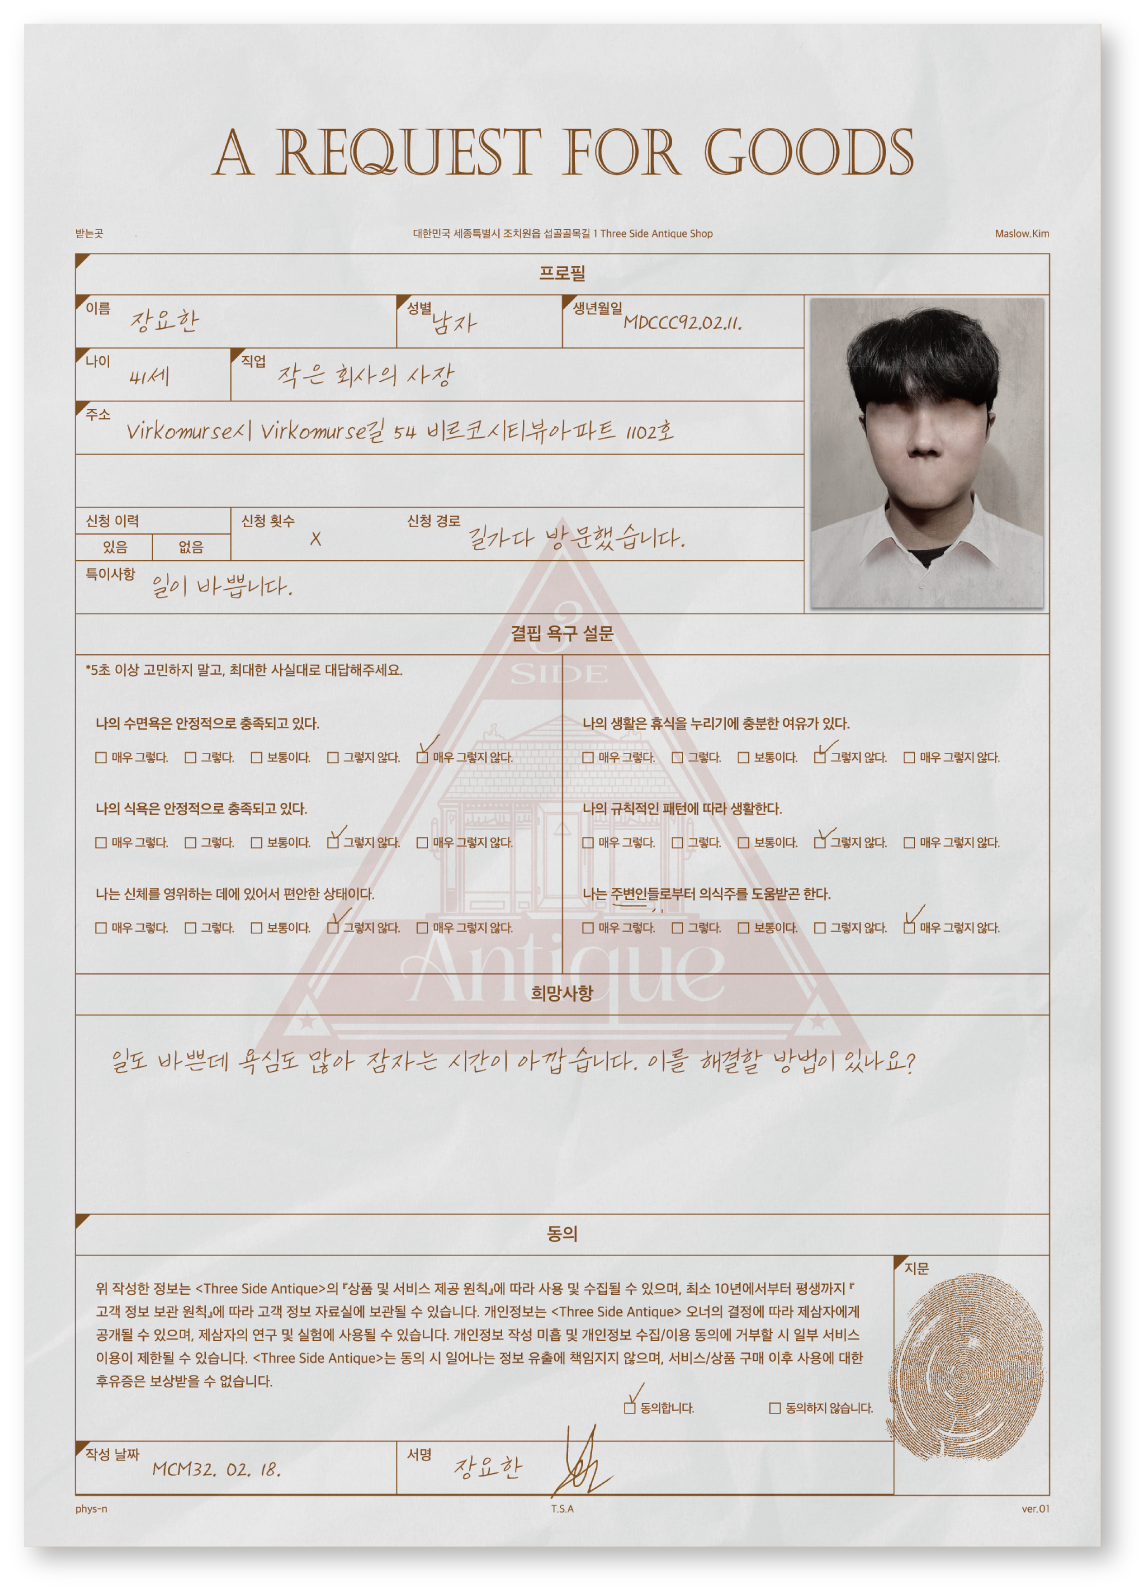 A REQUEST FOR GOODS
받는곳 대한민국 세종특별시 조치원읍 섭골골목길 1 Three Side Antique Shop Maslow.Kim
프로필
이름 장요한 성별 남자 생년월일 MDCCC92.02.11.
나이 41세 직업 작은 회사의 사장
주소 Virkomurse시 Virkomurse길 54 비르코시티뷰아파트 1102호
신청 이력 신청 횟수 X 신청 경로 길가다 방문했습니다.
있음 없음
특이사항 일이 바쁩니다.
결핍 욕구 설문
3
SIDE
*5초 이상 고민하지 말고, 최대한 사실대로 대답해주세요.
나의 수면욕은 안정적으로 충족되고 있다.
매우 그렇다. 그렇다. 보통이다. 그렇지 않다. 매우 그렇지 않다.
나의 식욕은 안정적으로 충족되고 있다.
매우 그렇다. 그렇다. 보통이다. 그렇지 않다. 매우 그렇지 않다.
나는 신체를 영위하는 데에 있어서 편안한 상태이다.
매우 그렇다. 그렇다. 보통이다. 그렇지 않다. 매우 그렇지 않다.
나의 생활은 휴식을 누리기에 충분한 여유가 있다.
매우 그렇다. 그렇다. 보통이다. 그렇지 않다. 매우 그렇지 않다.
나의 규칙적인 패턴에 따라 생활한다.
매우 그렇다. 그렇다. 보통이다. 그렇지 않다. 매우 그렇지 않다.
나는 주변인들로부터 의식주를 도움받곤 한다.
매우 그렇다. 그렇다. 보통이다. 그렇지 않다. 매우 그렇지 않다.
Antique
희망사항
일도 바쁜데 욕심도 많아 잠자는 시간이 아깝습니다. 이를 해결할 방법이 있나요?
동의
위 작성한 정보는 <Three Side Antique>의 『상품 및 서비스 제공 원칙』에 따라 사용 및 수집될 수 있으며, 최소 10년에서부터 평생까지 『
고객 정보 보관 원칙』에 따라 고객 정보 자료실에 보관될 수 있습니다. 개인정보는 <Three Side Antique> 오너의 결정에 따라 제삼자에게
공개될 수 있으며, 제삼자의 연구 및 실험에 사용될 수 있습니다. 개인정보 작성 미흡 및 개인정보 수집/이용 동의에 거부할 시 일부 서비스
이용이 제한될 수 있습니다. <Three Side Antique>는 동의 시 일어나는 정보 유출에 책임지지 않으며, 서비스/상품 구매 이후 사용에 대한
후유증은 보상받을 수 없습니다.
지문
동의합니다. 동의하지 않습니다.
작성 날짜 MCM32. 02. 18. 서명 장요한
phys-n T.S.A ver.01